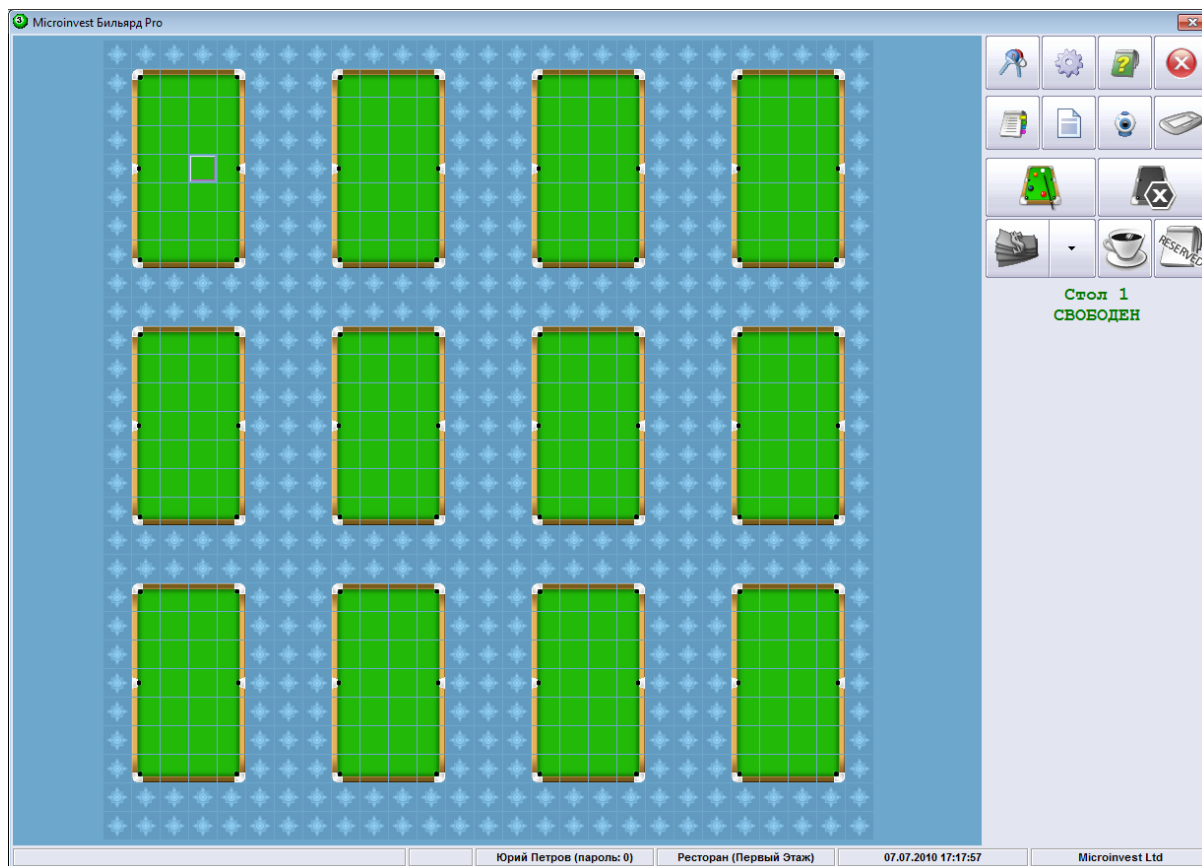 Microinvest Бильярд Pro
RESERVED
Стол 1
СВОБОДЕН
Юрий Петров (пароль: 0)
Ресторан (Первый Этаж)
07.07.2010 17:17:57
Microinvest Ltd